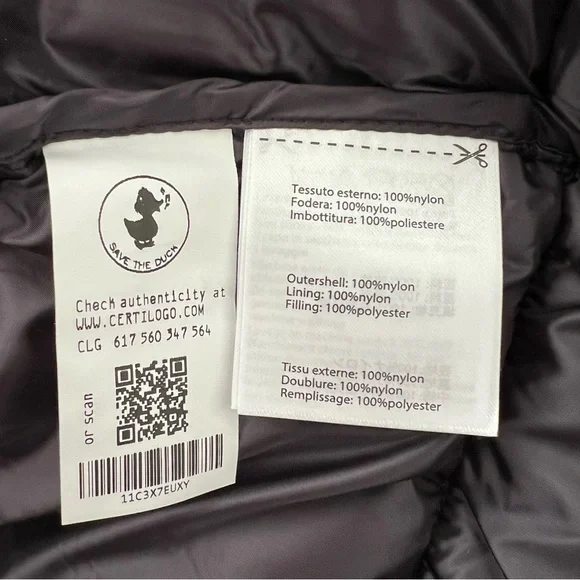 SAVE THE DUCK
Check authenticity at
WWW.CERTILOGO.COM
CLG 617 560 347 564
or scan
11C3X7EUXY
Tessuto esterno: 100%nylon
Fodera: 100%nylon
Imbottitura: 100%poliestere
Outershell: 100%nylon
Lining: 100%nylon
Filling: 100%polyester
Tissu externe: 100%nylon
Doublure: 100%nylon
Remplissage: 100%polyester